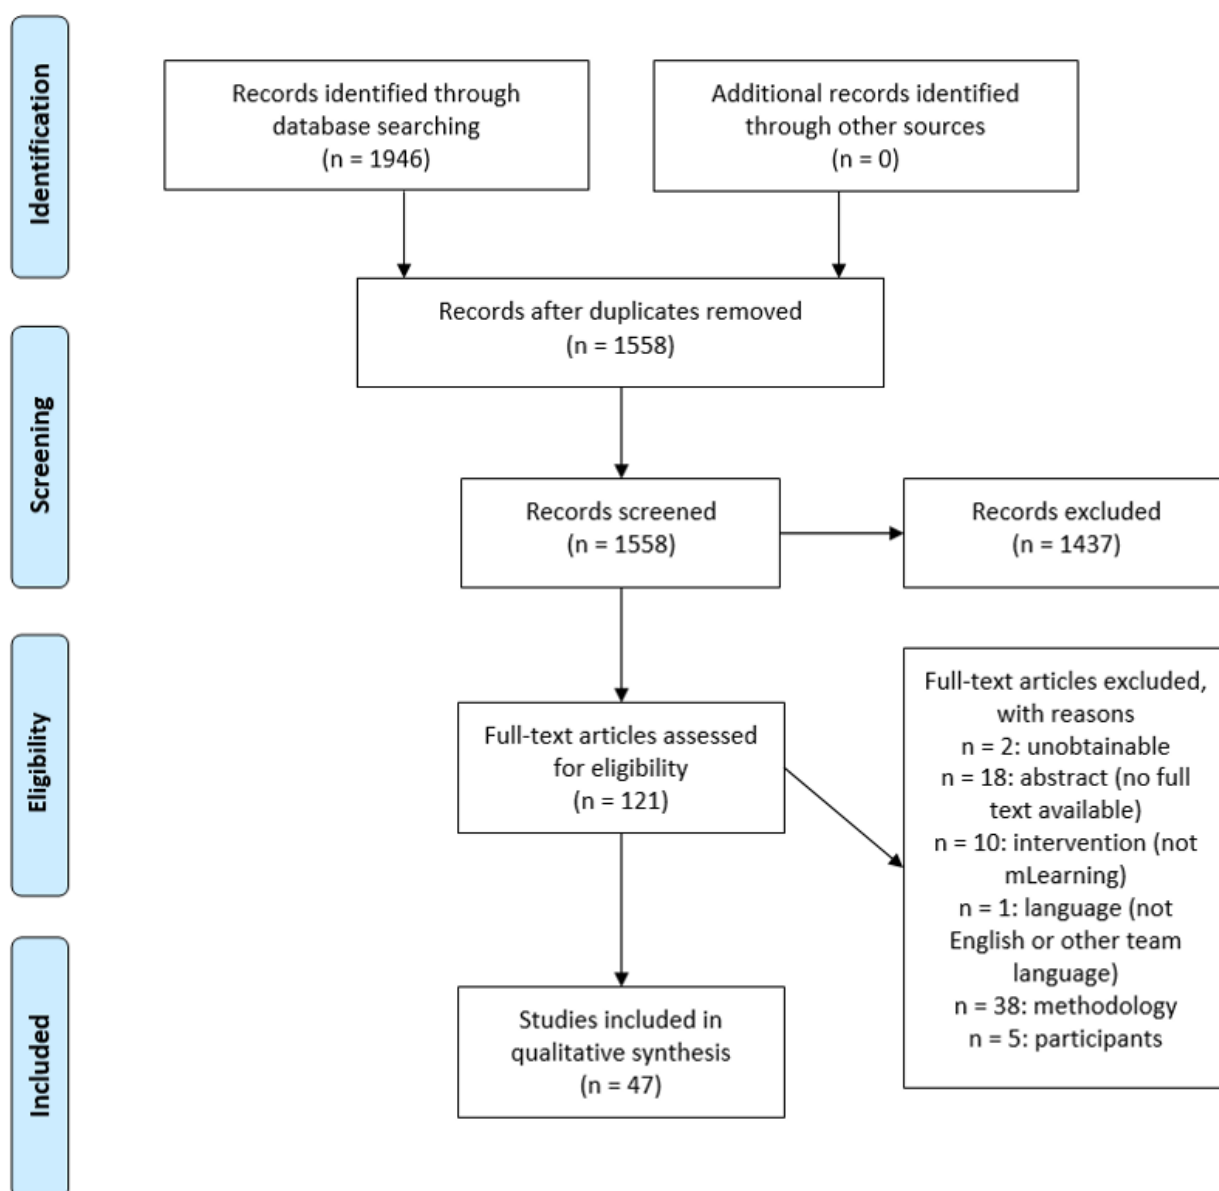 Identification
Records identified through
database searching
(n = 1946)
Additional records identified
through other sources
(n = 0)
Records after duplicates removed
(n = 1558)
Screening
Records screened
(n = 1558)
Records excluded
(n = 1437)
Eligibility
Full-text articles assessed
for eligibility
(n = 121)
Full-text articles excluded,
with reasons
n = 2: unobtainable
n = 18: abstract (no full
text available)
n = 10: intervention (not
mLearning)
n = 1: language (not
English or other team
language)
n = 38: methodology
n = 5: participants
Included
Studies included in
qualitative synthesis
(n = 47)